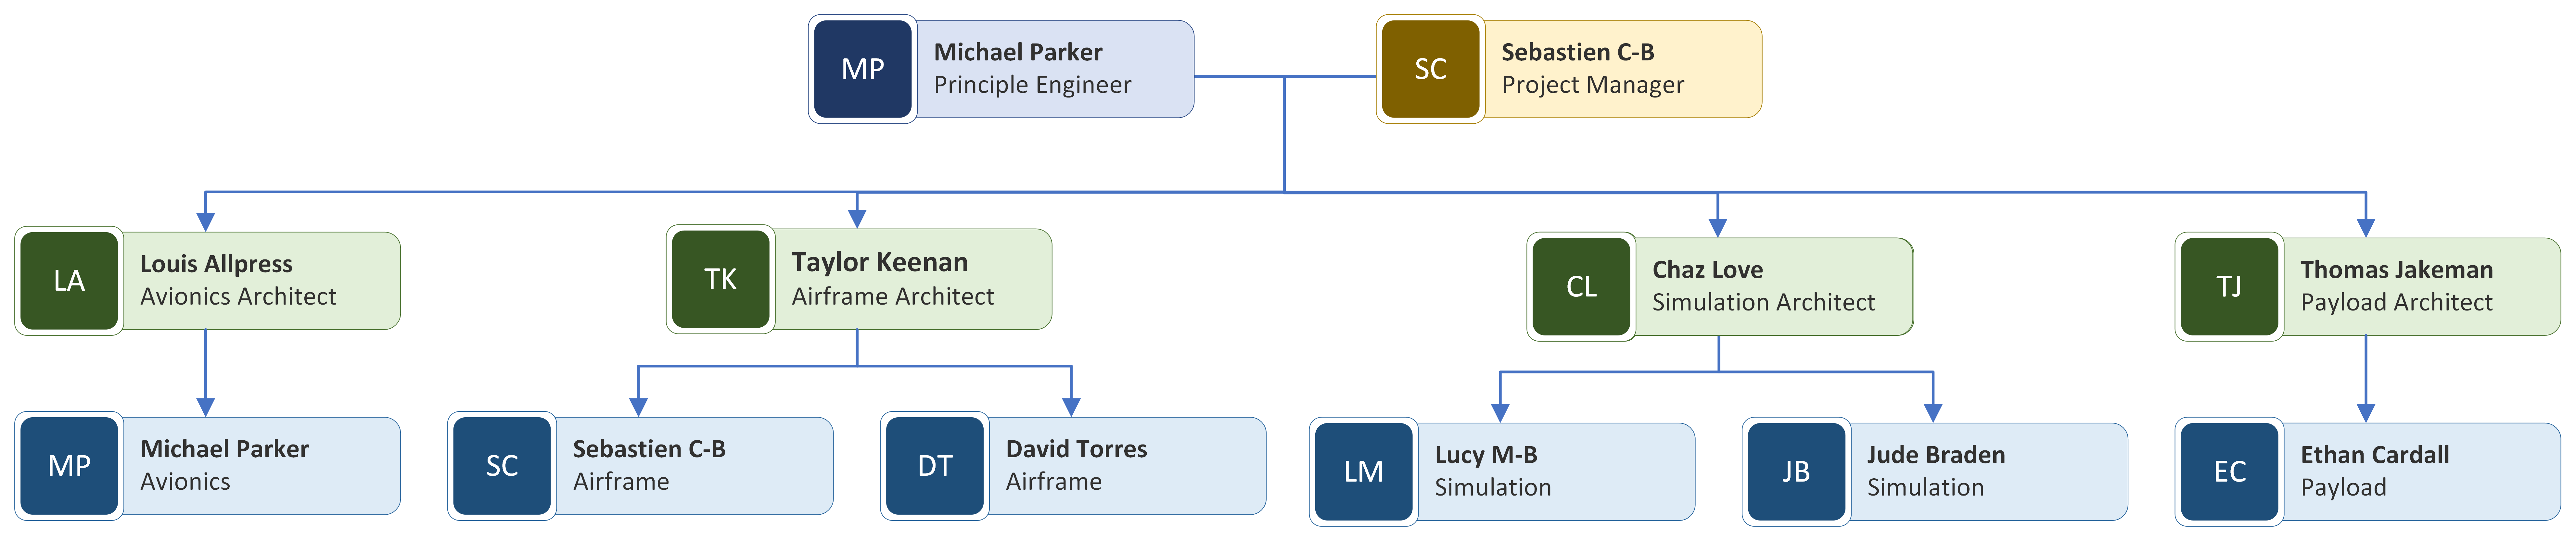 MP
Michael Parker
Principle Engineer
SC
Sebastien C-B
Project Manager
LA
Louis Allpress
Avionics Architect
TK
Taylor Keenan
Airframe Architect
CL
Chaz Love
Simulation Architect
TJ
Thomas Jakeman
Payload Architect
MP
Michael Parker
Avionics
SC
Sebastien C-B
Airframe
DT
David Torres
Airframe
LM
Lucy M-B
Simulation
JB
Jude Braden
Simulation
EC
Ethan Cardall
Payload